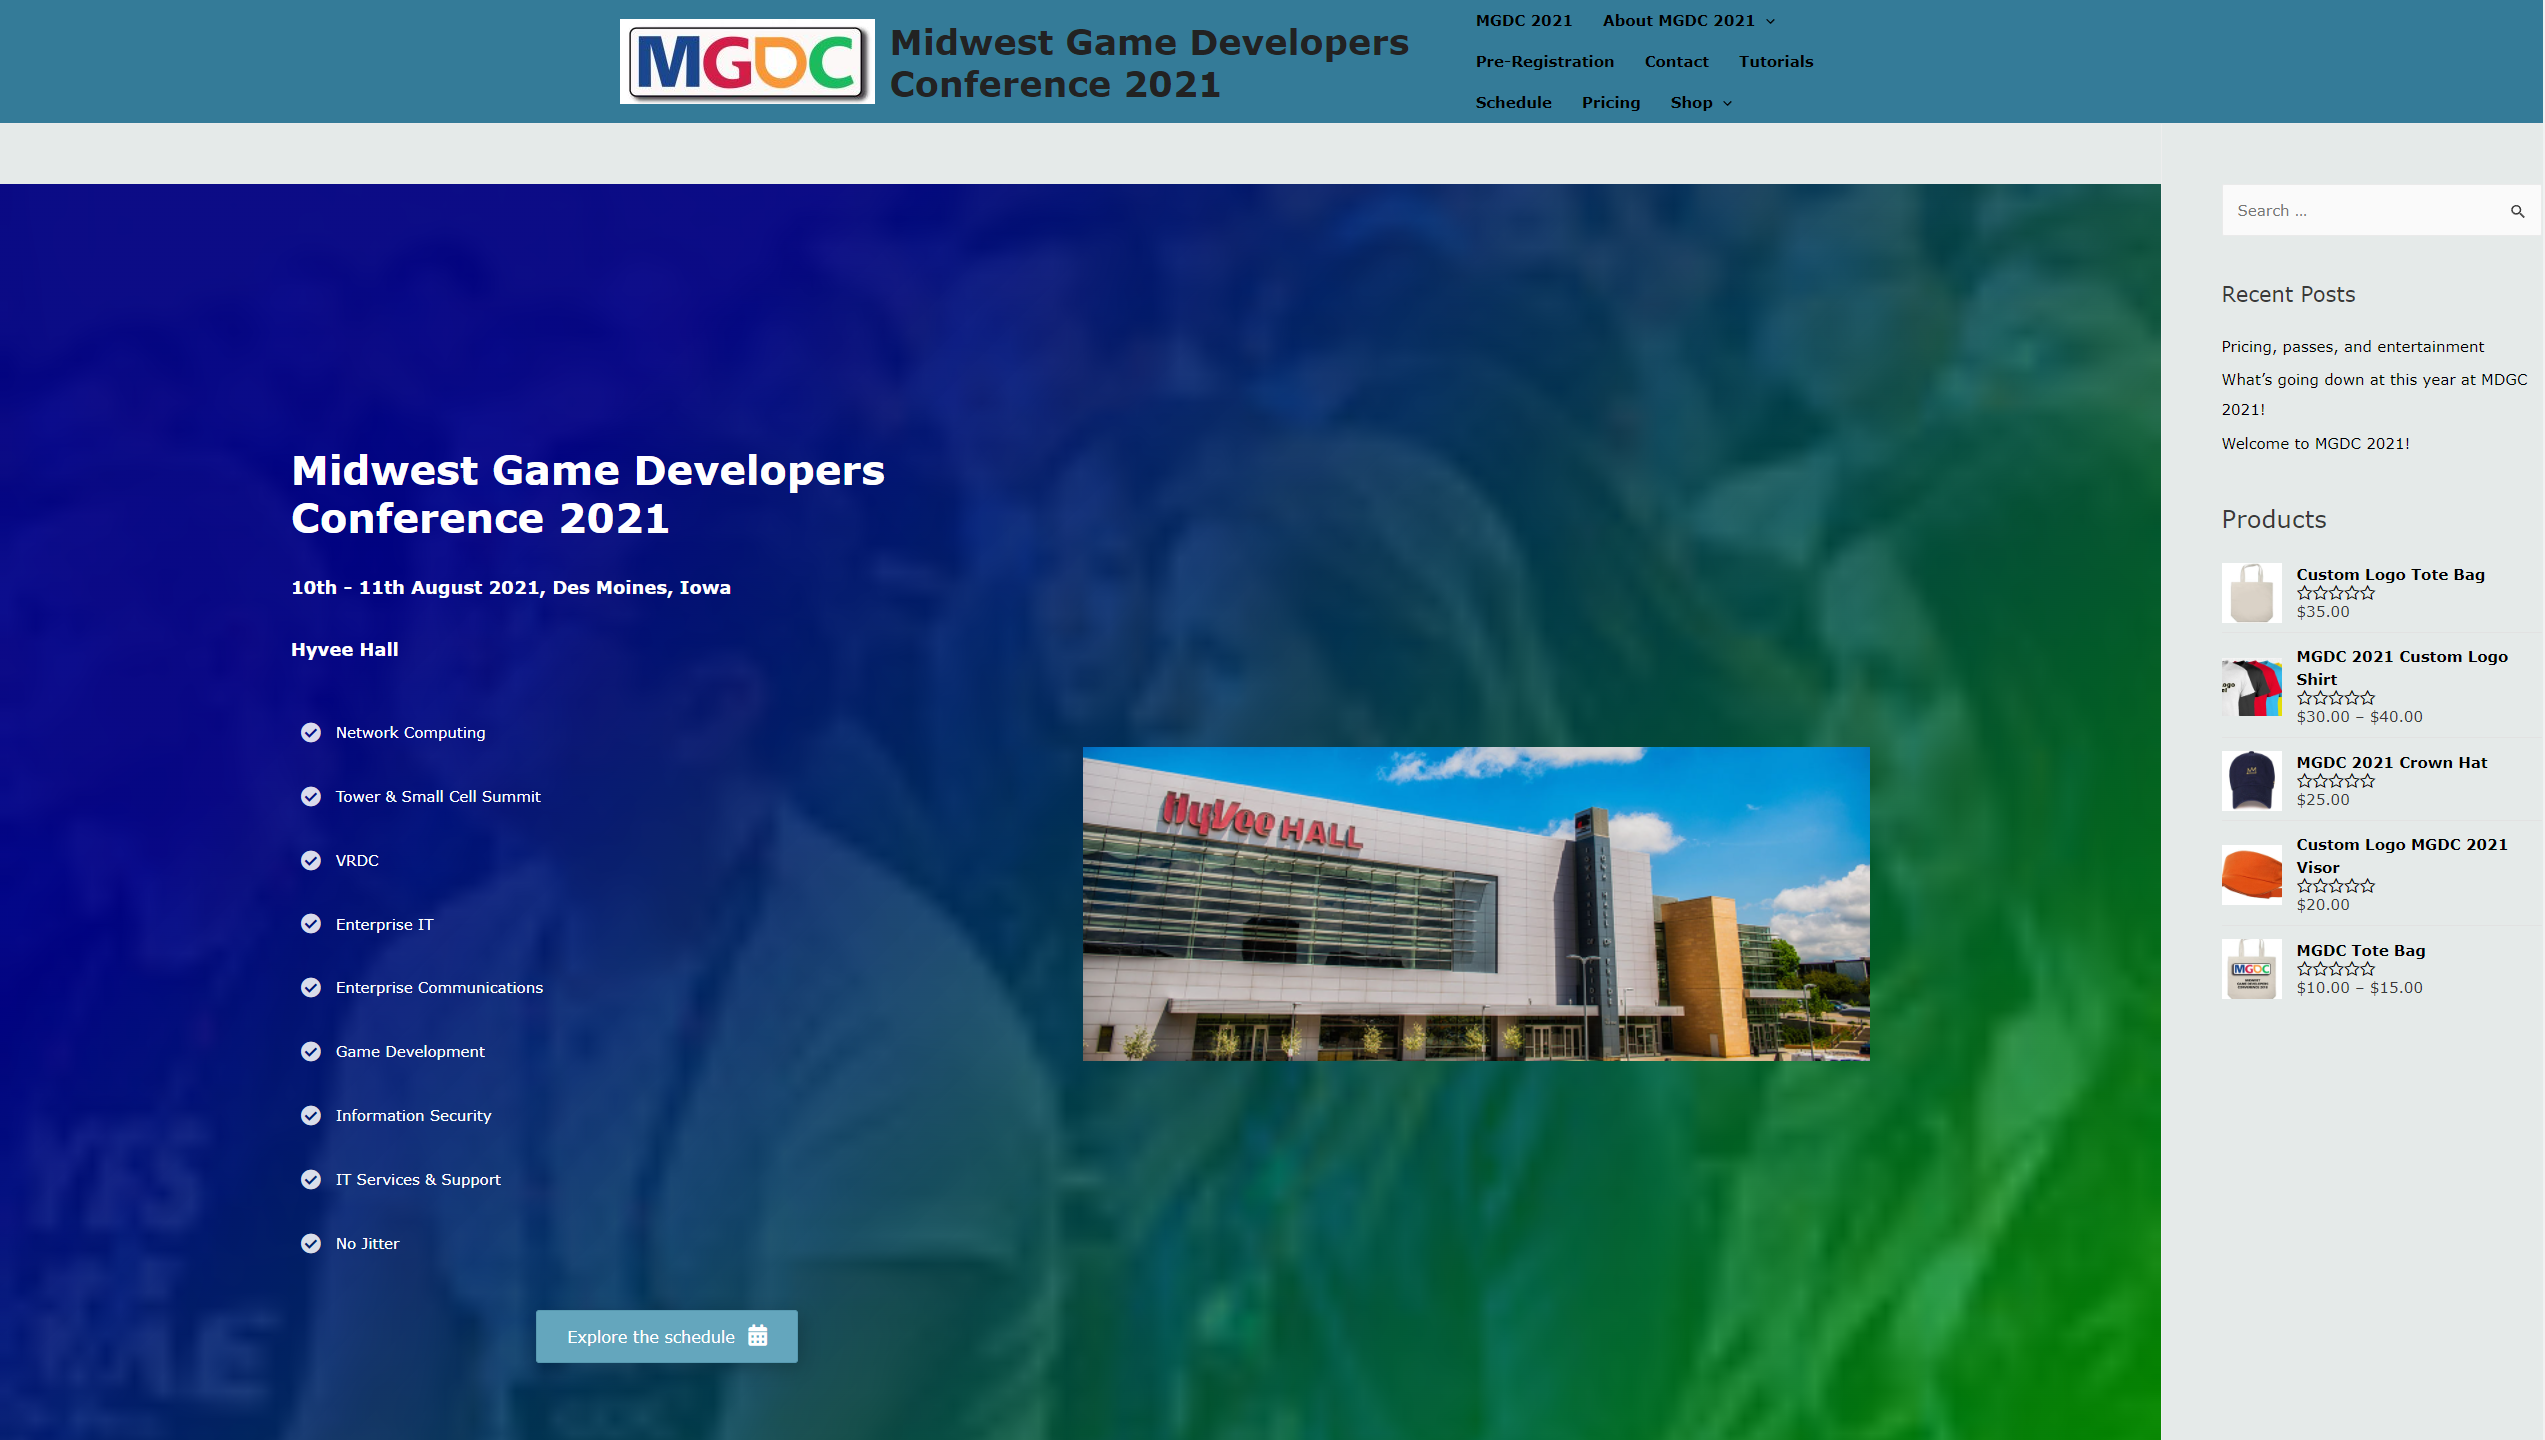 MGDC
Midwest Game Developers
Conference 2021
MGDC 2021 About MGDC 2021
Pre-Registration Contact Tutorials
Schedule Pricing Shop
Search ...
Recent Posts
Pricing, passes, and entertainment
What’s going down at this year at MDGC
2021!
Welcome to MGDC 2021!
Products
Custom Logo Tote Bag
$35.00
MGDC 2021 Custom Logo
Shirt
$30.00 – $40.00
MGDC 2021 Crown Hat
$25.00
Custom Logo MGDC 2021
Visor
$20.00
MGDC Tote Bag
$10.00 – $15.00
MGDC
Midwest Game Developers
Conference 2021
10th - 11th August 2021, Des Moines, Iowa
Hyvee Hall
Network Computing
Tower & Small Cell Summit
VRDC
Enterprise IT
Enterprise Communications
Game Development
Information Security
IT Services & Support
No Jitter
Explore the schedule
HyVee HALL
YES